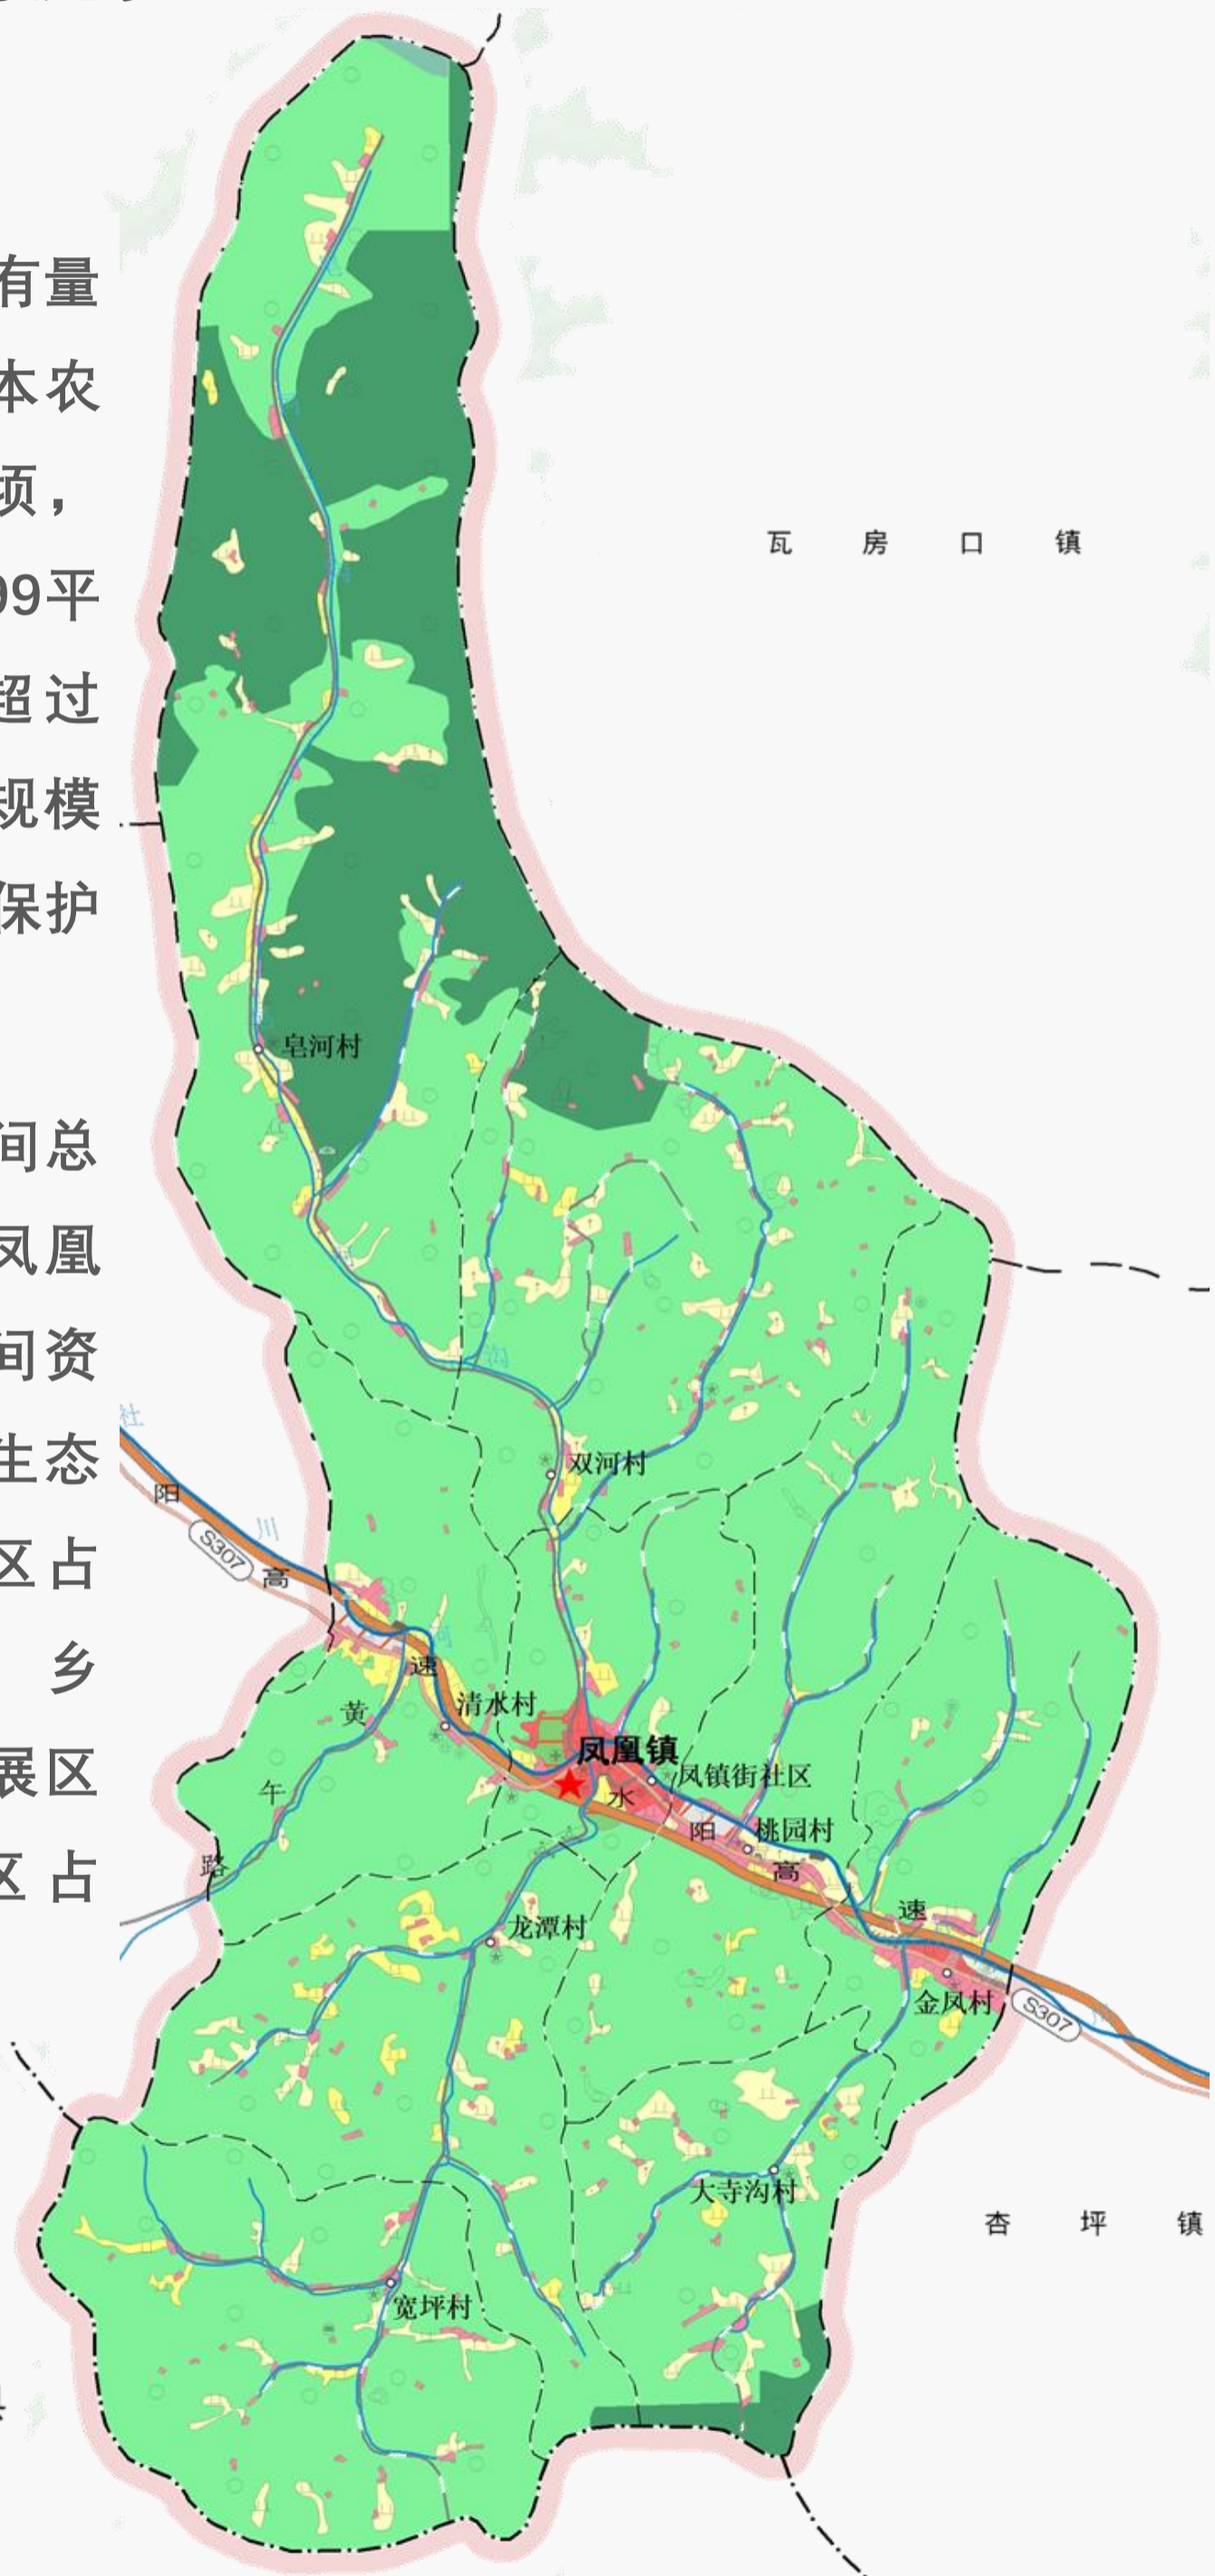 有量
本农
顷，
99平
超过
规模
保护
间总
凤凰
间资
生态
区占
乡
展区
区占
瓦房口镇
皂河村
沟
双河村
社
川
河
阳
高
速
S307
清水村
黄
午
路
凤凰镇
凤镇街社区
水
阳
高
速
桃园村
龙潭村
金凤村
S307
川
大寺沟村
杏坪镇
宽坪村